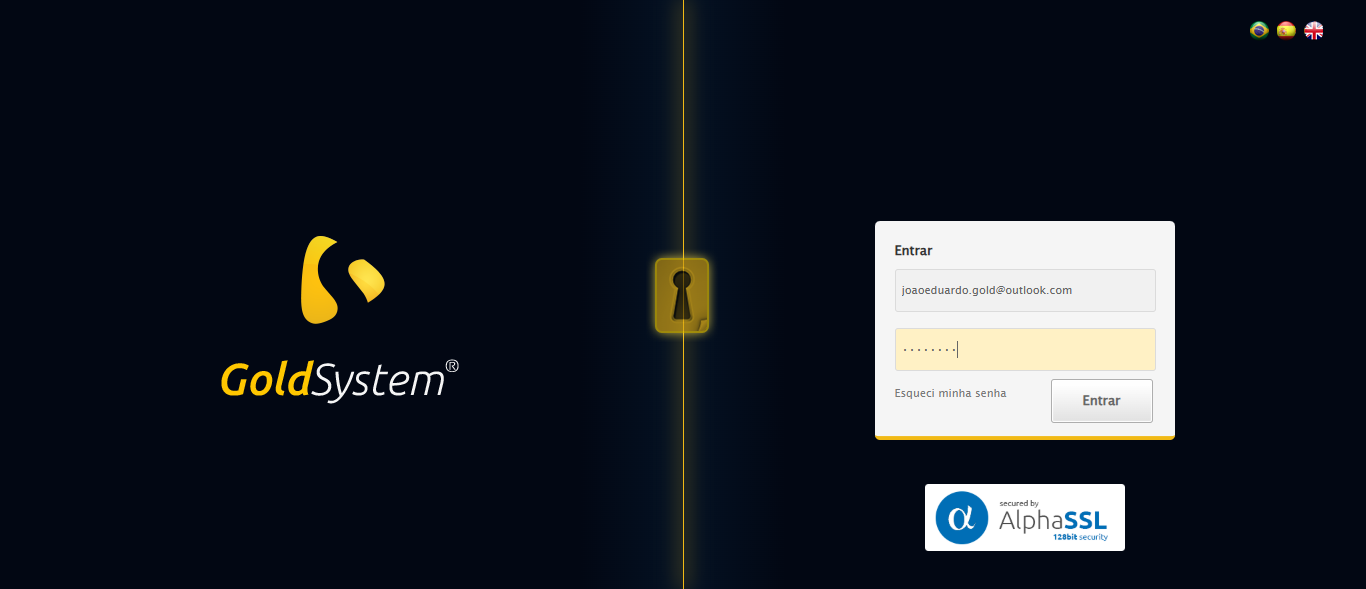 GoldSystem®
Entrar
joaoeduardo.gold@outlook.com
········
Esqueci minha senha
Entrar
α
secured by
AlphaSSL
128bit security